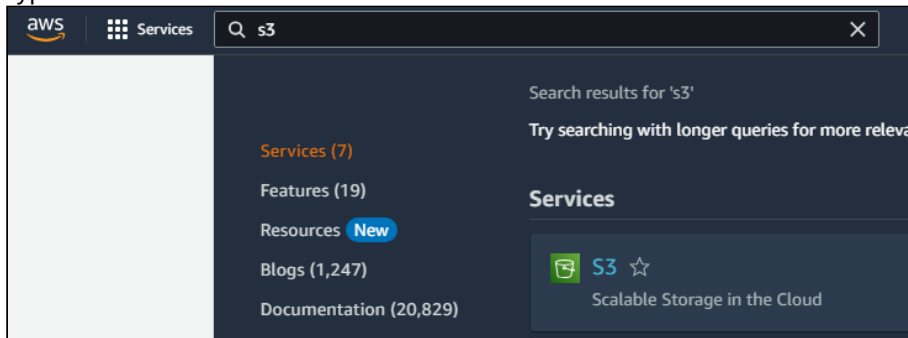 aws
Services
s3
Search results for 's3'
Try searching with longer queries for more
Services (7)
Features (19)
Resources New
Blogs (1,247)
Documentation (20,829)
Services
S3
Scalable Storage in the Cloud